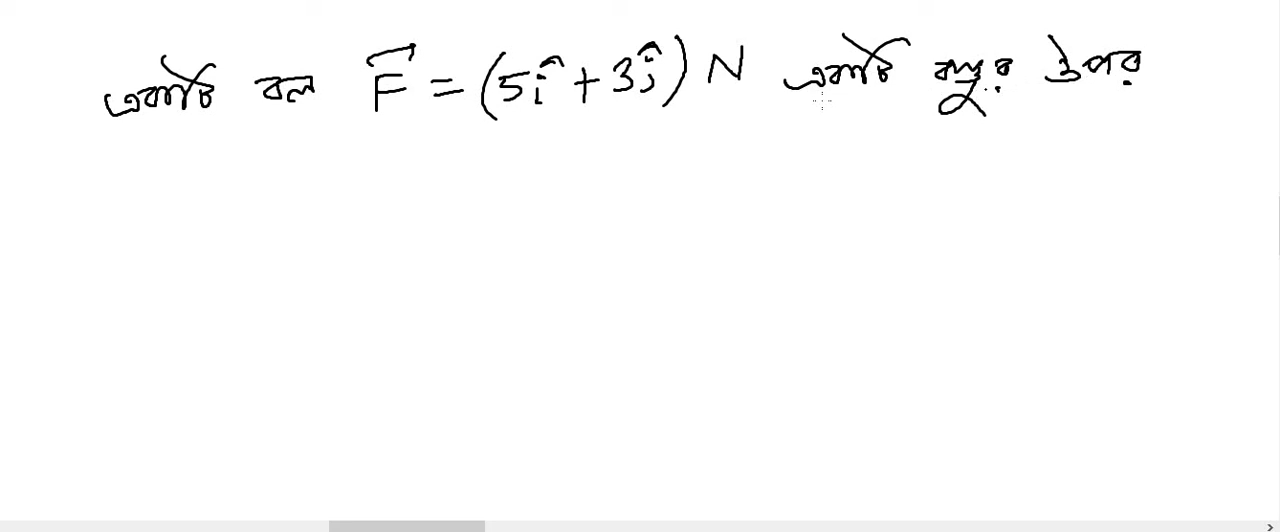 একটি বল F⃗ = (5î + 3ĵ) N একটি বস্তুর উপর